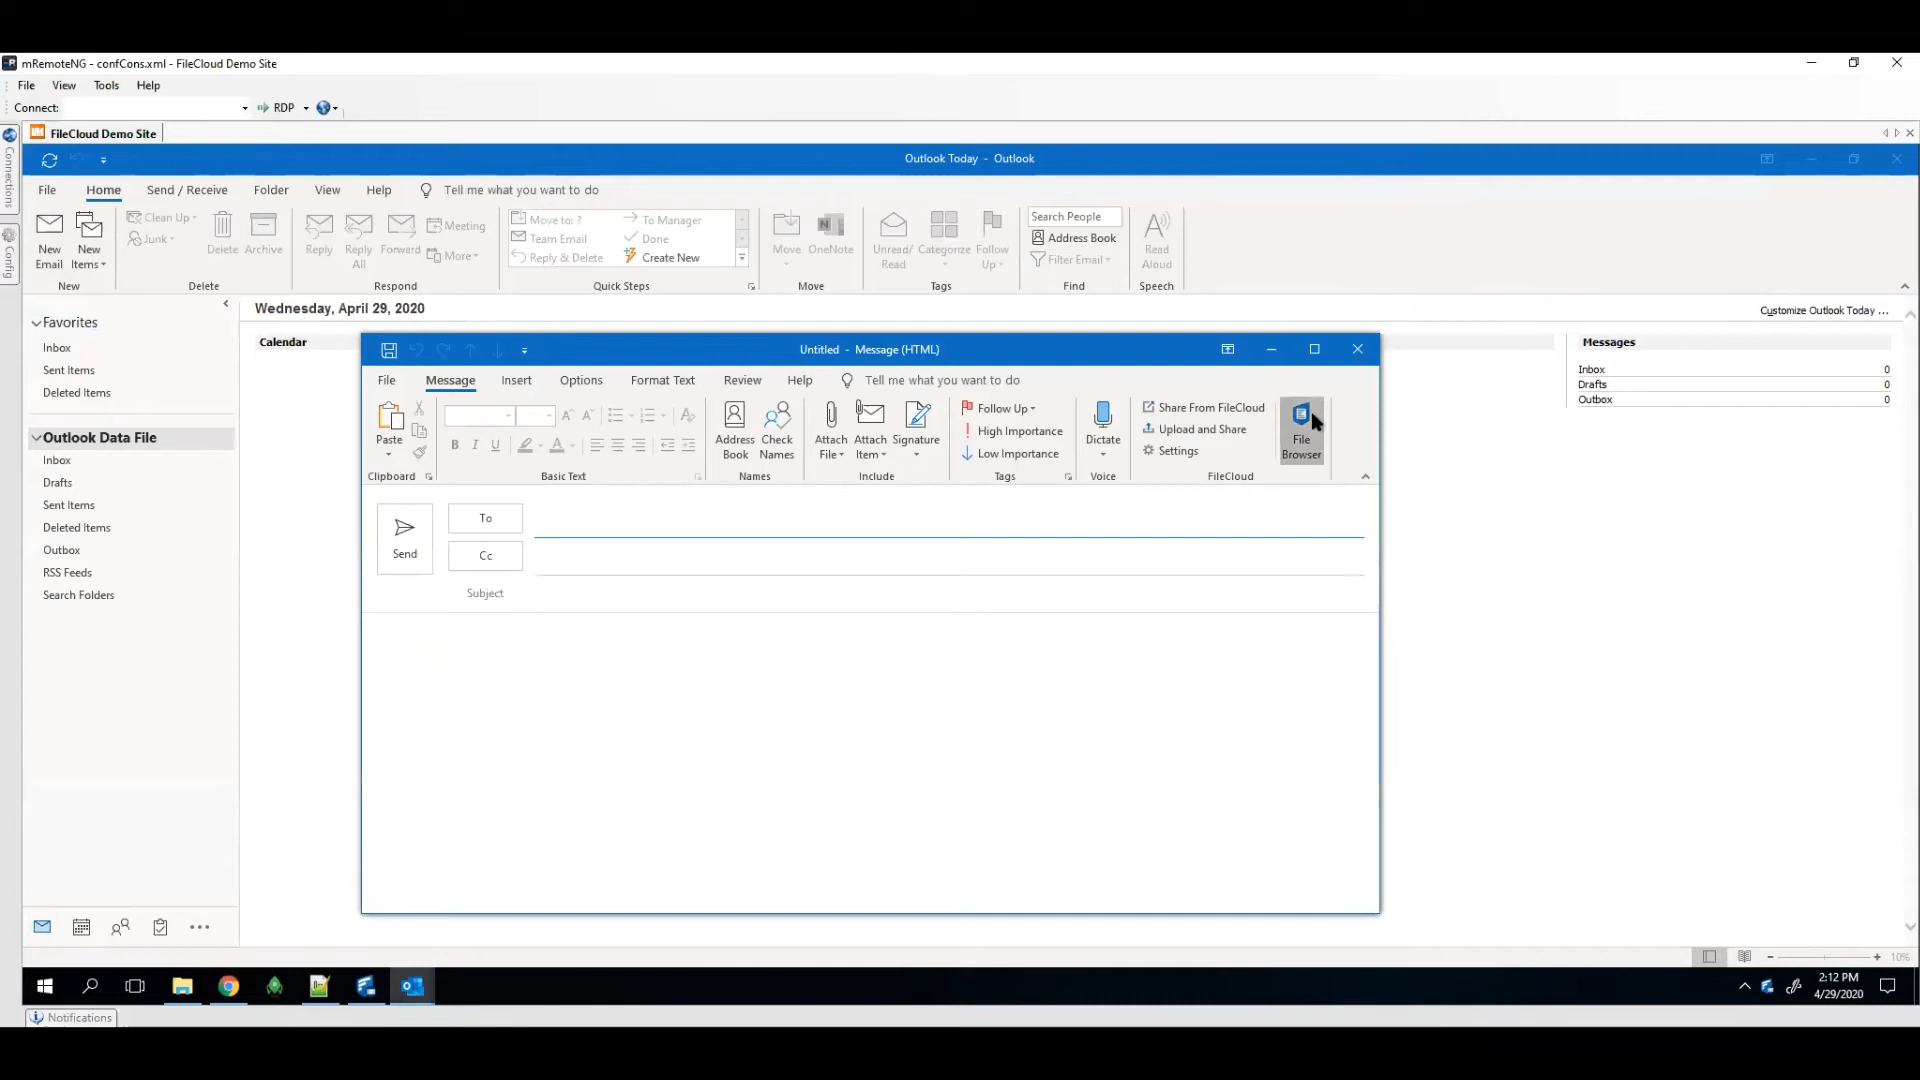 mRemoteNG - confCons.xml - FileCloud Demo Site
File View Tools Help
Connect: RDP
FileCloud Demo Site
Connections
Config
Outlook Today - Outlook
File Home Send / Receive Folder View Help Tell me what you want to do
New Email
New Items
New
Clean Up
Junk
Delete
Archive
Delete
Reply
Reply All
Forward
Meeting
More
Respond
Move to: ?
Team Email
Reply & Delete
To Manager
Done
Create New
Quick Steps
Move
OneNote
Move
Unread/ Read
Categorize
Follow Up
Tags
Search People
Address Book
Filter Email
Find
Read Aloud
Speech
Favorites
Inbox
Sent Items
Deleted Items
Outlook Data File
Inbox
Drafts
Sent Items
Deleted Items
Outbox
RSS Feeds
Search Folders
Wednesday, April 29, 2020
Customize Outlook Today ...
Calendar
Messages
Inbox 0
Drafts 0
Outbox 0
Untitled - Message (HTML)
File Message Insert Options Format Text Review Help Tell me what you want to do
Paste
Clipboard
B I U A
Basic Text
Address Book
Check Names
Names
Attach File
Attach Item
Signature
Include
Follow Up
High Importance
Low Importance
Tags
Dictate
Voice
Share From FileCloud
Upload and Share
Settings
FileCloud
File Browser
Send
To
Cc
Subject
10%
2:12 PM
4/29/2020
Notifications